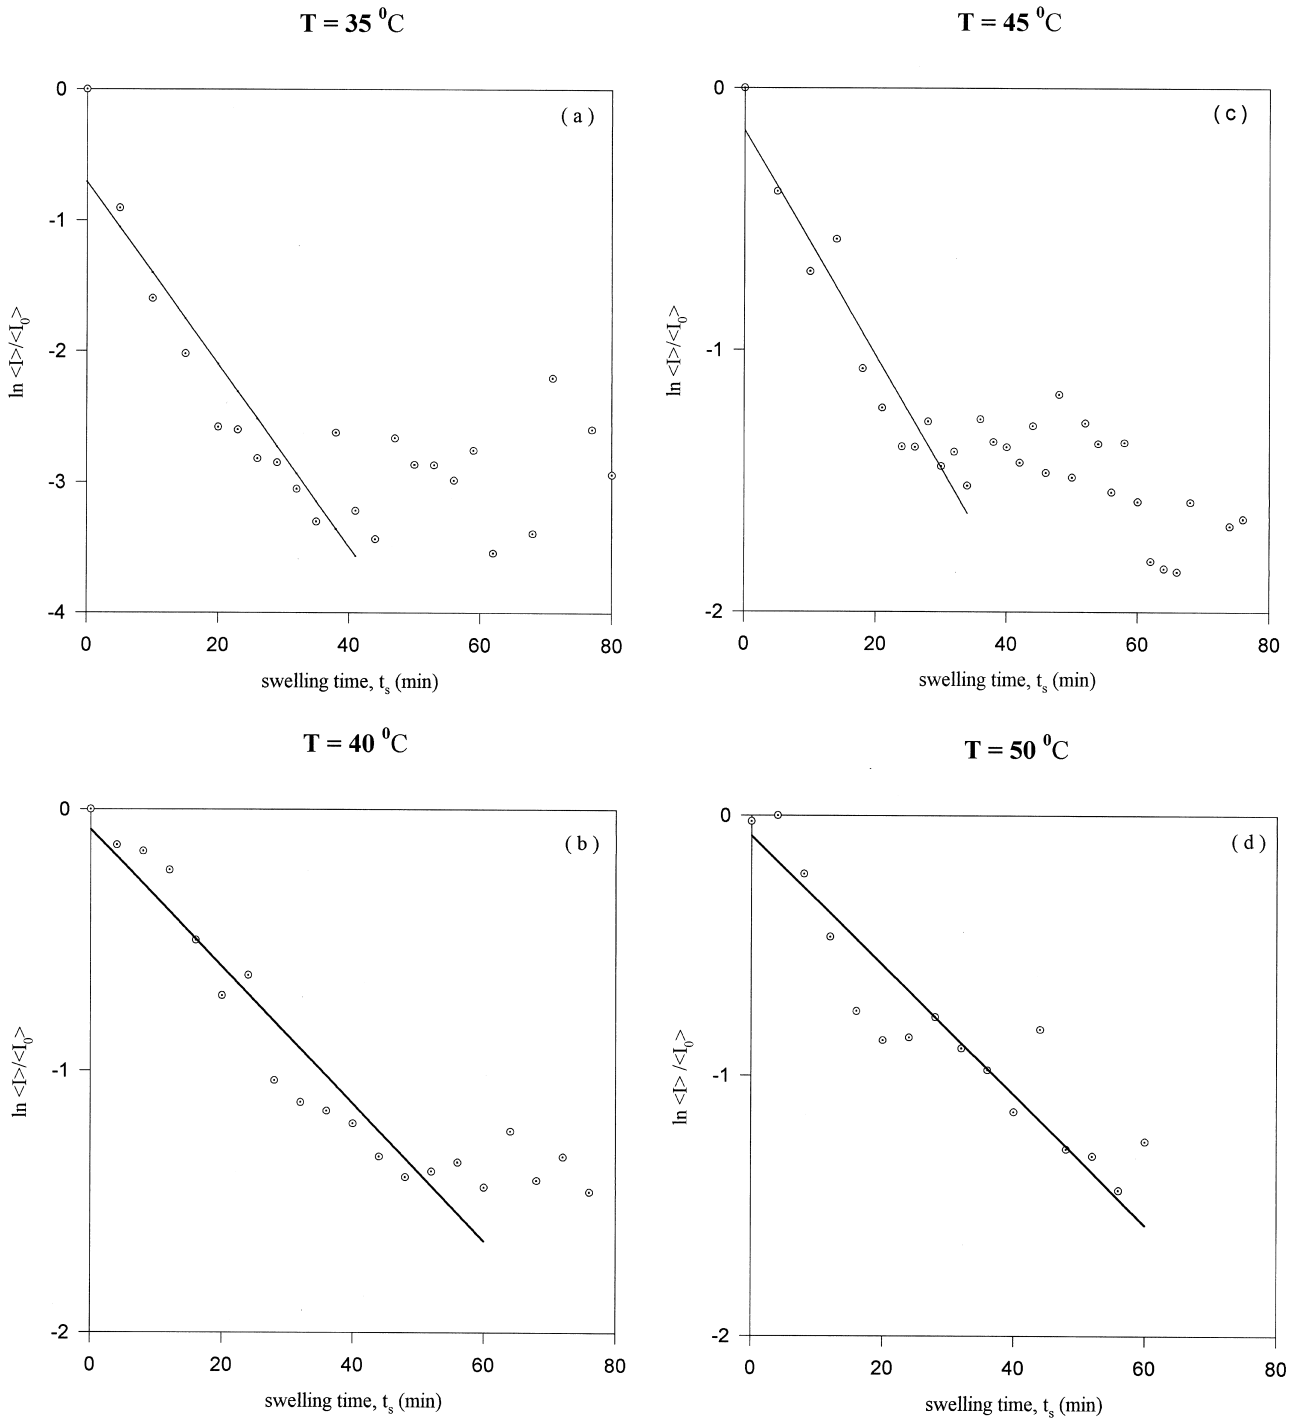 T = 35 ⁰C
( a )
0
-1
-2
-3
-4
ln <I>/<I₀>
0 20 40 60 80
swelling time, tₛ (min)
T = 45 ⁰C
( c )
0
-1
-2
ln <I>/<I₀>
0 20 40 60 80
swelling time, tₛ (min)
T = 40 ⁰C
( b )
0
-1
-2
ln <I>/<I₀>
0 20 40 60 80
swelling time, tₛ (min)
T = 50 ⁰C
( d )
0
-1
-2
ln <I> /<I₀>
0 20 40 60 80
swelling time, tₛ (min)